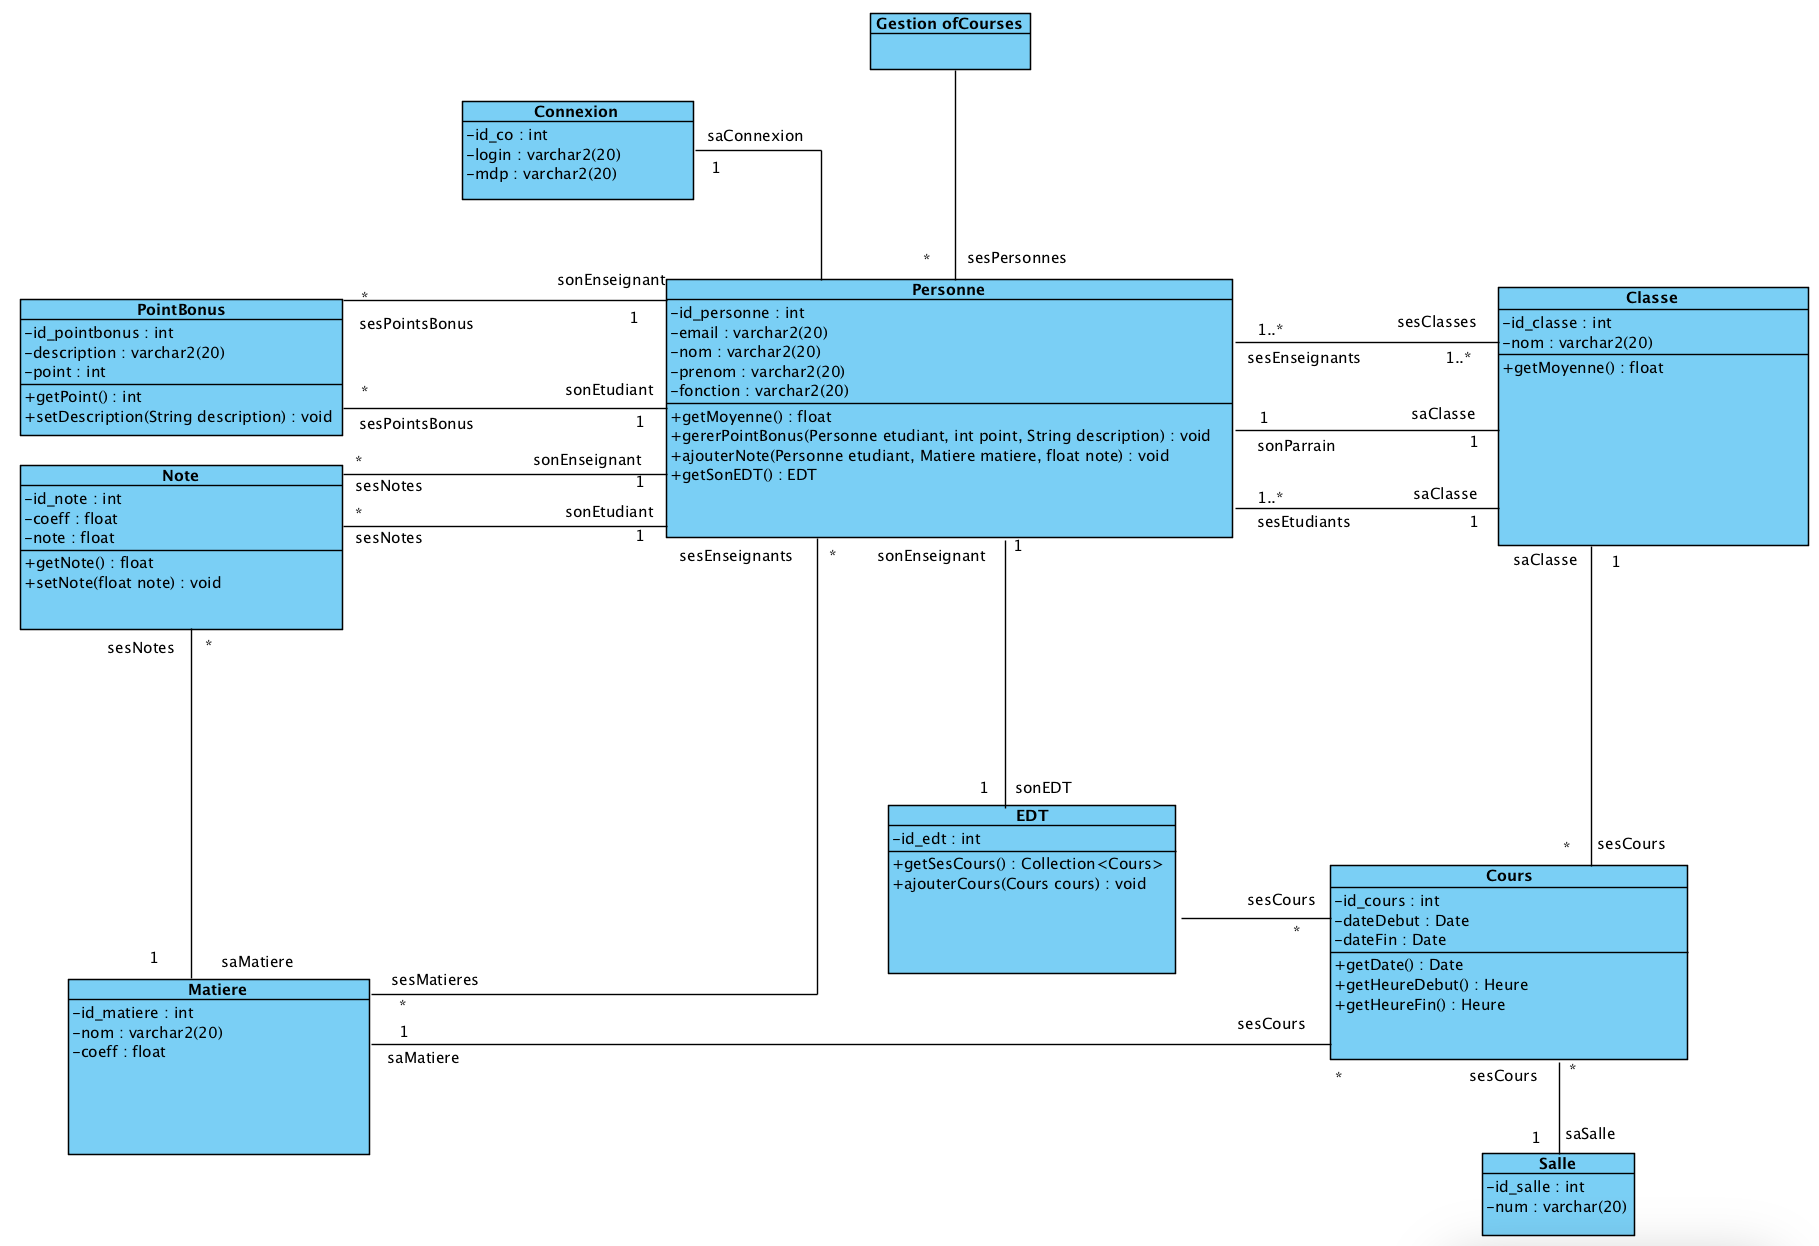 Gestion ofCourses
Connexion
-id_co : int
-login : varchar2(20)
-mdp : varchar2(20)
saConnexion
1
*
sesPersonnes
PointBonus
-id_pointbonus : int
-description : varchar2(20)
-point : int
+getPoint() : int
+setDescription(String description) : void
*
sonEnseignant
sesPointsBonus
1
*
sonEtudiant
sesPointsBonus
1
Personne
-id_personne : int
-email : varchar2(20)
-nom : varchar2(20)
-prenom : varchar2(20)
-fonction : varchar2(20)
+getMoyenne() : float
+gererPointBonus(Personne etudiant, int point, String description) : void
+ajouterNote(Personne etudiant, Matiere matiere, float note) : void
+getSonEDT() : EDT
1..*
sesClasses
sesEnseignants
1..*
1
saClasse
sonParrain
1
1..*
saClasse
sesEtudiants
1
Classe
-id_classe : int
-nom : varchar2(20)
+getMoyenne() : float
Note
-id_note : int
-coeff : float
-note : float
+getNote() : float
+setNote(float note) : void
*
sonEnseignant
sesNotes
1
*
sonEtudiant
sesNotes
1
sesEnseignants
*
sonEnseignant
1
saClasse
1
sesNotes
*
1
sonEDT
EDT
-id_edt : int
+getSesCours() : Collection<Cours>
+ajouterCours(Cours cours) : void
*
sesCours
sesCours
*
Cours
-id_cours : int
-dateDebut : Date
-dateFin : Date
+getDate() : Date
+getHeureDebut() : Heure
+getHeureFin() : Heure
1
saMatiere
Matiere
-id_matiere : int
-nom : varchar2(20)
-coeff : float
sesMatieres
*
1
saMatiere
sesCours
*
sesCours
*
1
saSalle
Salle
-id_salle : int
-num : varchar(20)